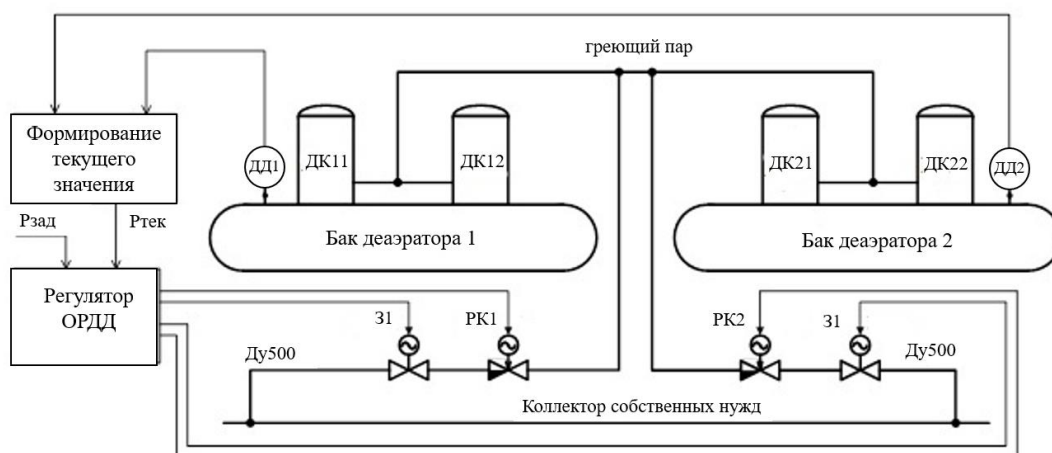 греющий пар
Формирование
текущего
значения
ДД1
ДК11
ДК12
ДК21
ДК22
ДД2
Рзад
Ртек
Бак деаэратора 1
Бак деаэратора 2
Регулятор
ОРДД
З1
РК1
РК2
З1
Ду500
Ду500
Коллектор собственных нужд